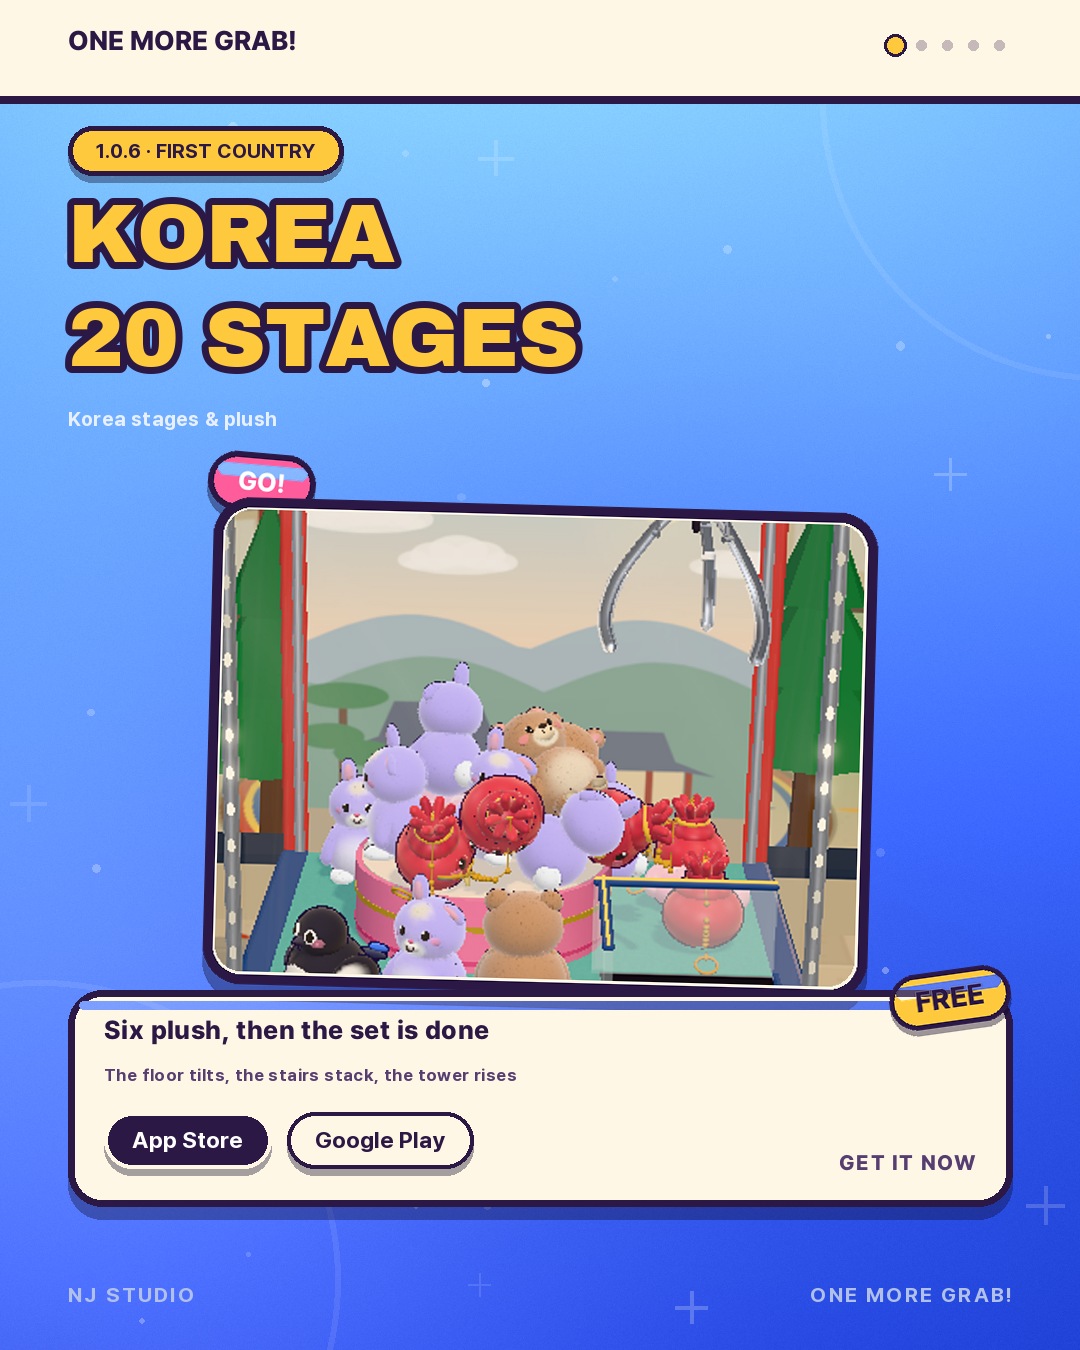 ONE MORE GRAB!
1.0.6 · FIRST COUNTRY
KOREA
20 STAGES
Korea stages & plush
GO!
FREE
Six plush, then the set is done
The floor tilts, the stairs stack, the tower rises
App Store
Google Play
GET IT NOW
NJ STUDIO
ONE MORE GRAB!